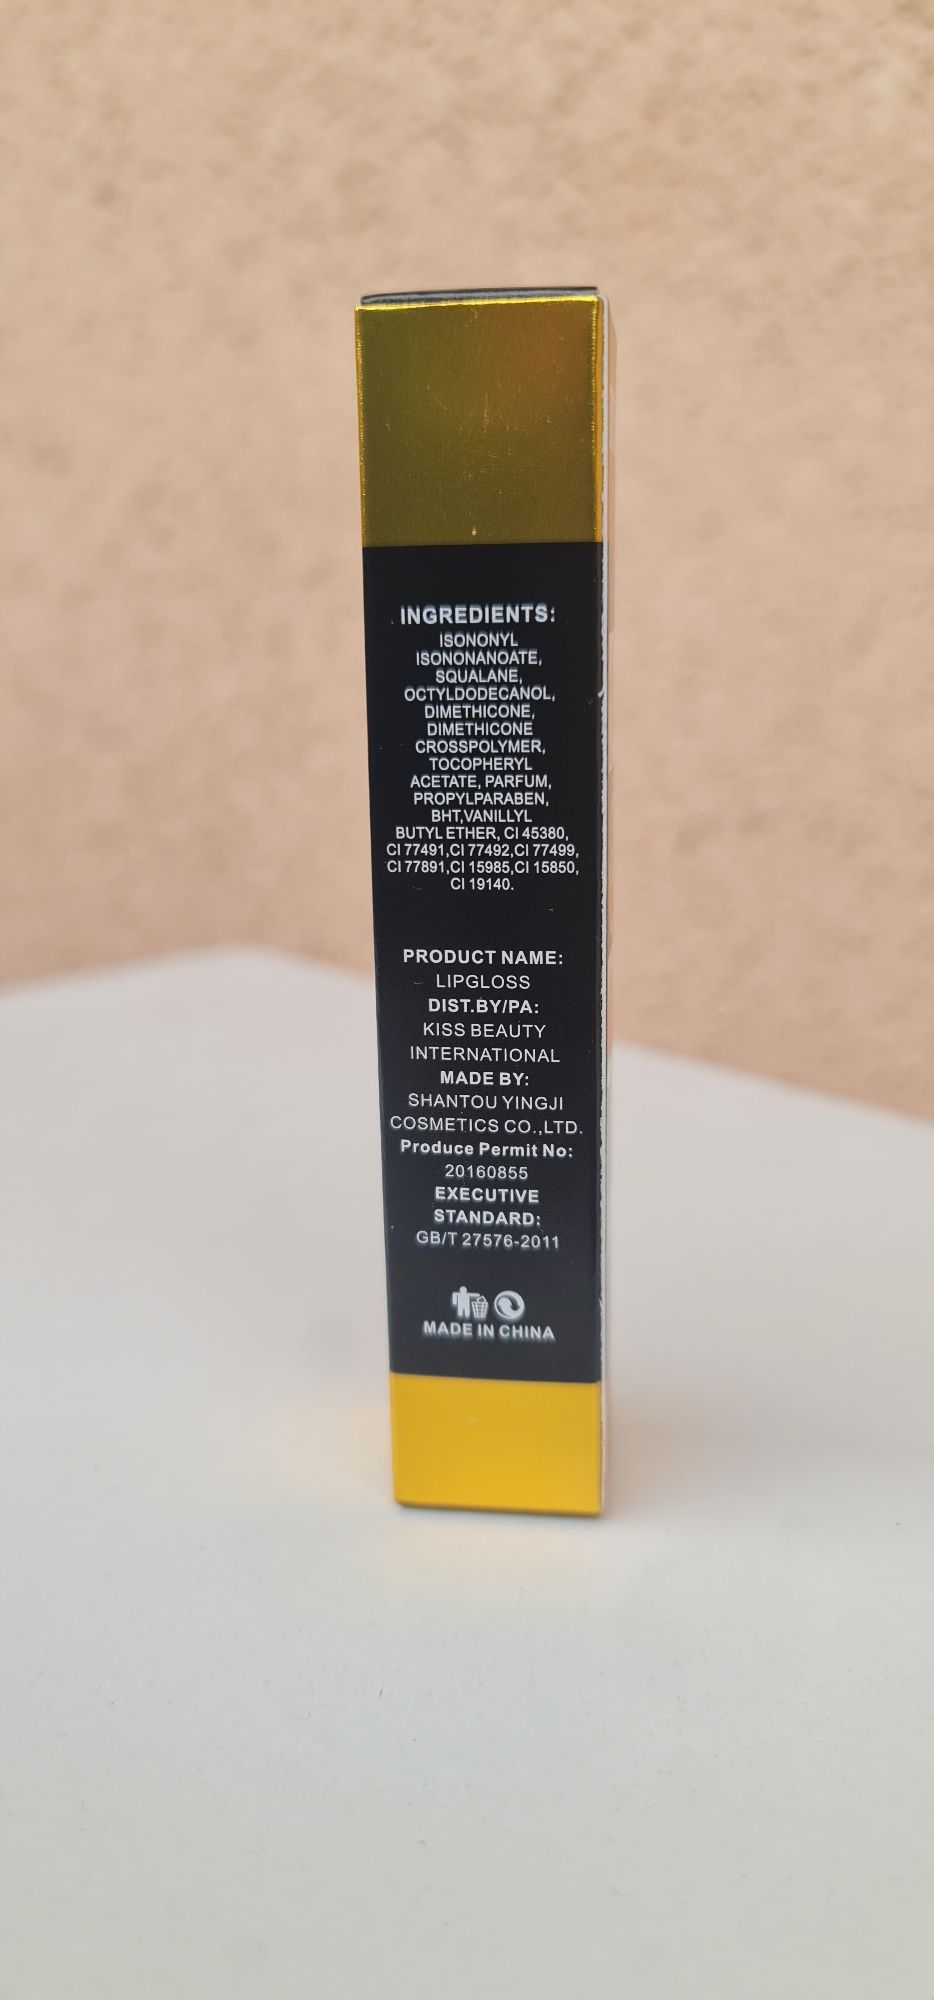 INGREDIENTS:
ISONONYL
ISONONANOATE,
SQUALANE,
OCTYLDODECANOL,
DIMETHICONE,
DIMETHICONE
CROSSPOLYMER,
TOCOPHERYL
ACETATE, PARFUM,
PROPYLPARABEN,
BHT,VANILLYL
BUTYL ETHER, CI 45380,
CI 77491,CI 77492,CI 77499,
CI 77891,CI 15985,CI 15850,
CI 19140.
PRODUCT NAME:
LIPGLOSS
DIST.BY/PA:
KISS BEAUTY
INTERNATIONAL
MADE BY:
SHANTOU YINGJI
COSMETICS CO.,LTD.
Produce Permit No:
20160855
EXECUTIVE
STANDARD:
GB/T 27576-2011
MADE IN CHINA